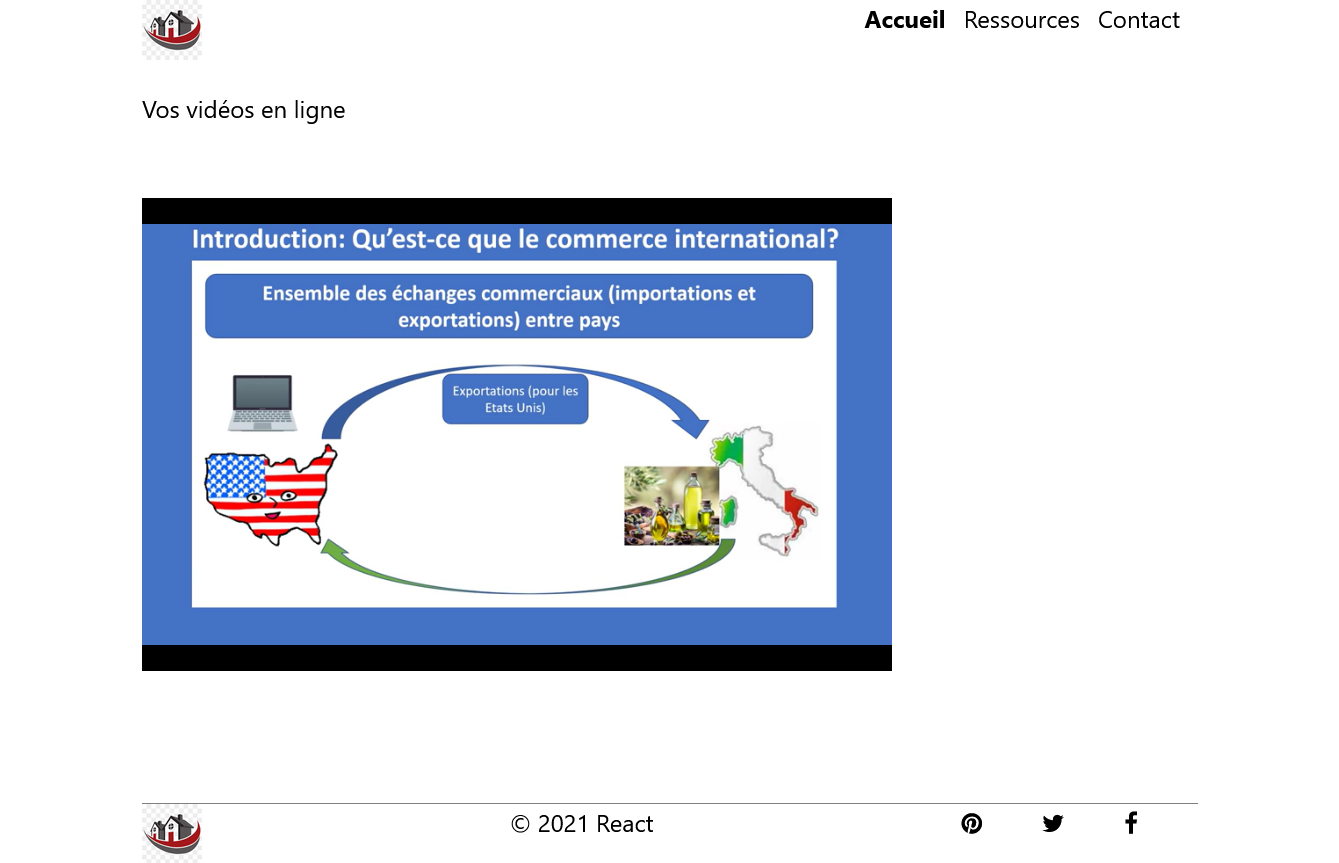 Accueil Ressources Contact
Vos vidéos en ligne
Introduction: Qu’est-ce que le commerce international?
Ensemble des échanges commerciaux (importations et
exportations) entre pays
Exportations (pour les
Etats Unis)
© 2021 React